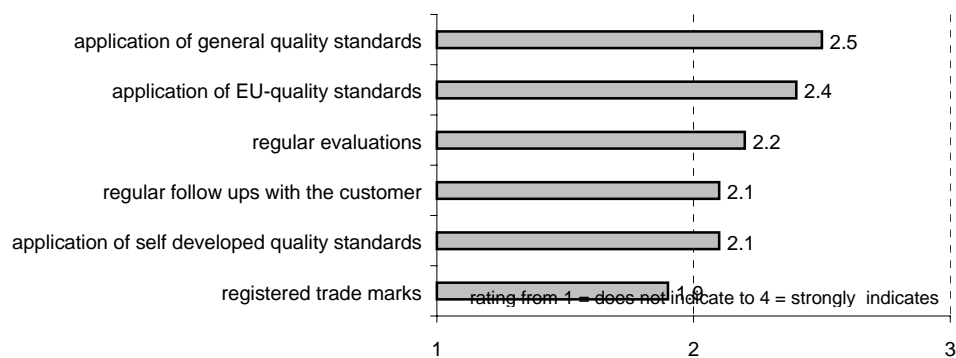 application of general quality standards 2.5
application of EU-quality standards 2.4
regular evaluations 2.2
regular follow ups with the customer 2.1
application of self developed quality standards 2.1
registered trade marks 1.9
rating from 1 = does not indicate to 4 = strongly indicates
1 2 3